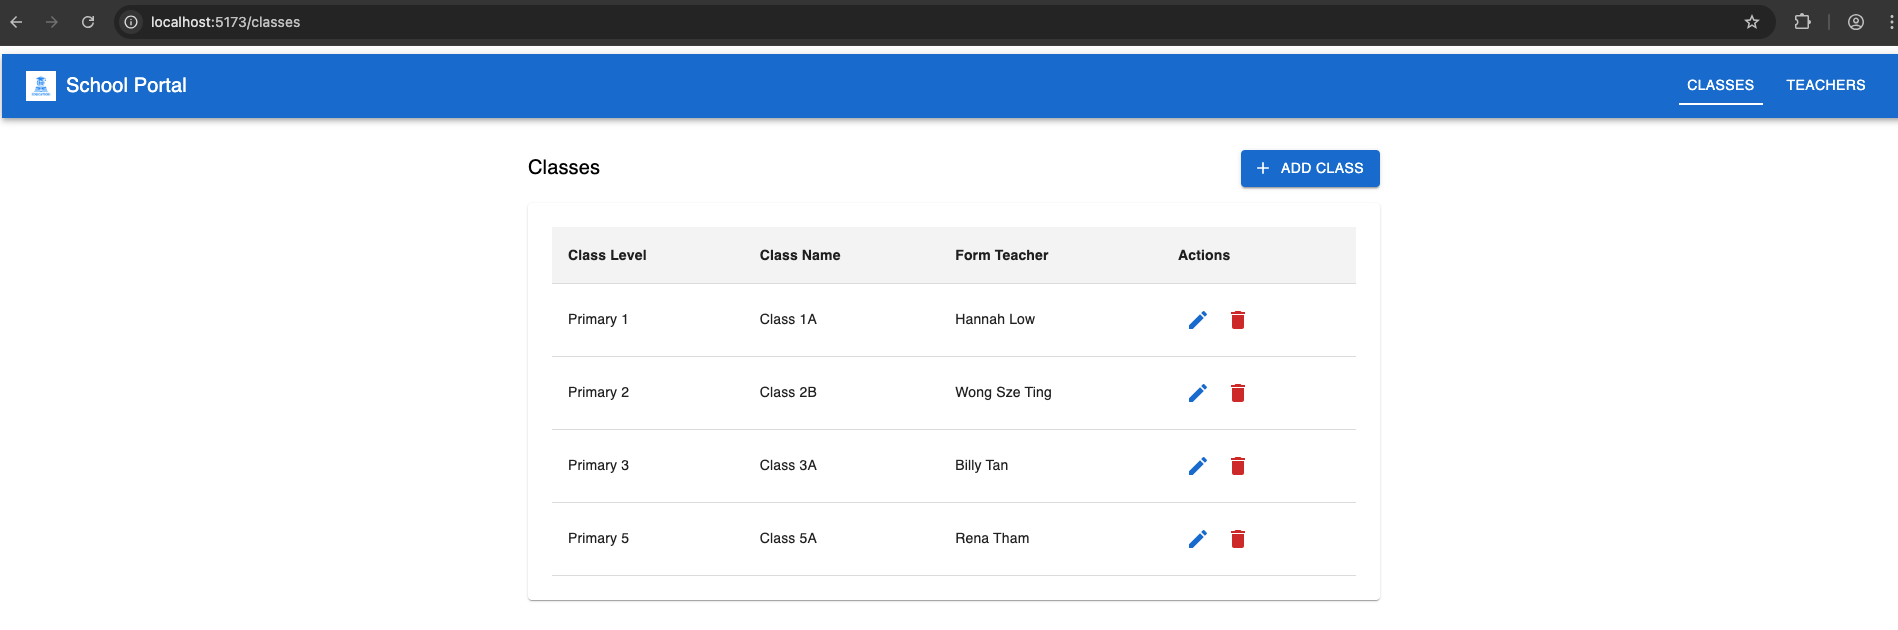 localhost:5173/classes
School Portal
CLASSES TEACHERS
Classes
ADD CLASS
Class Level Class Name Form Teacher Actions
Primary 1 Class 1A Hannah Low
Primary 2 Class 2B Wong Sze Ting
Primary 3 Class 3A Billy Tan
Primary 5 Class 5A Rena Tham